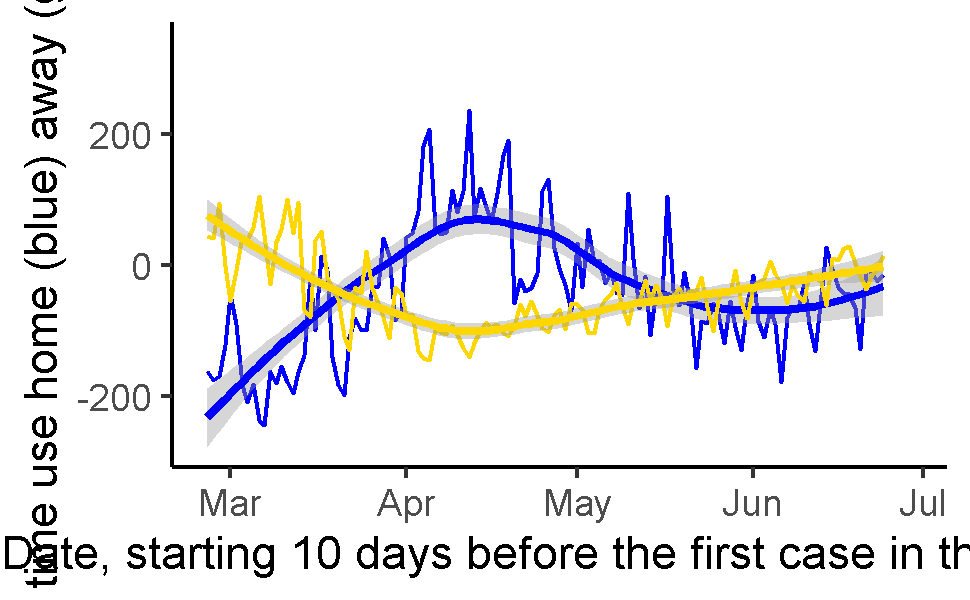 time use home (blue) away (
200
0
-200
Mar Apr May Jun Jul
Date, starting 10 days before the first case in th